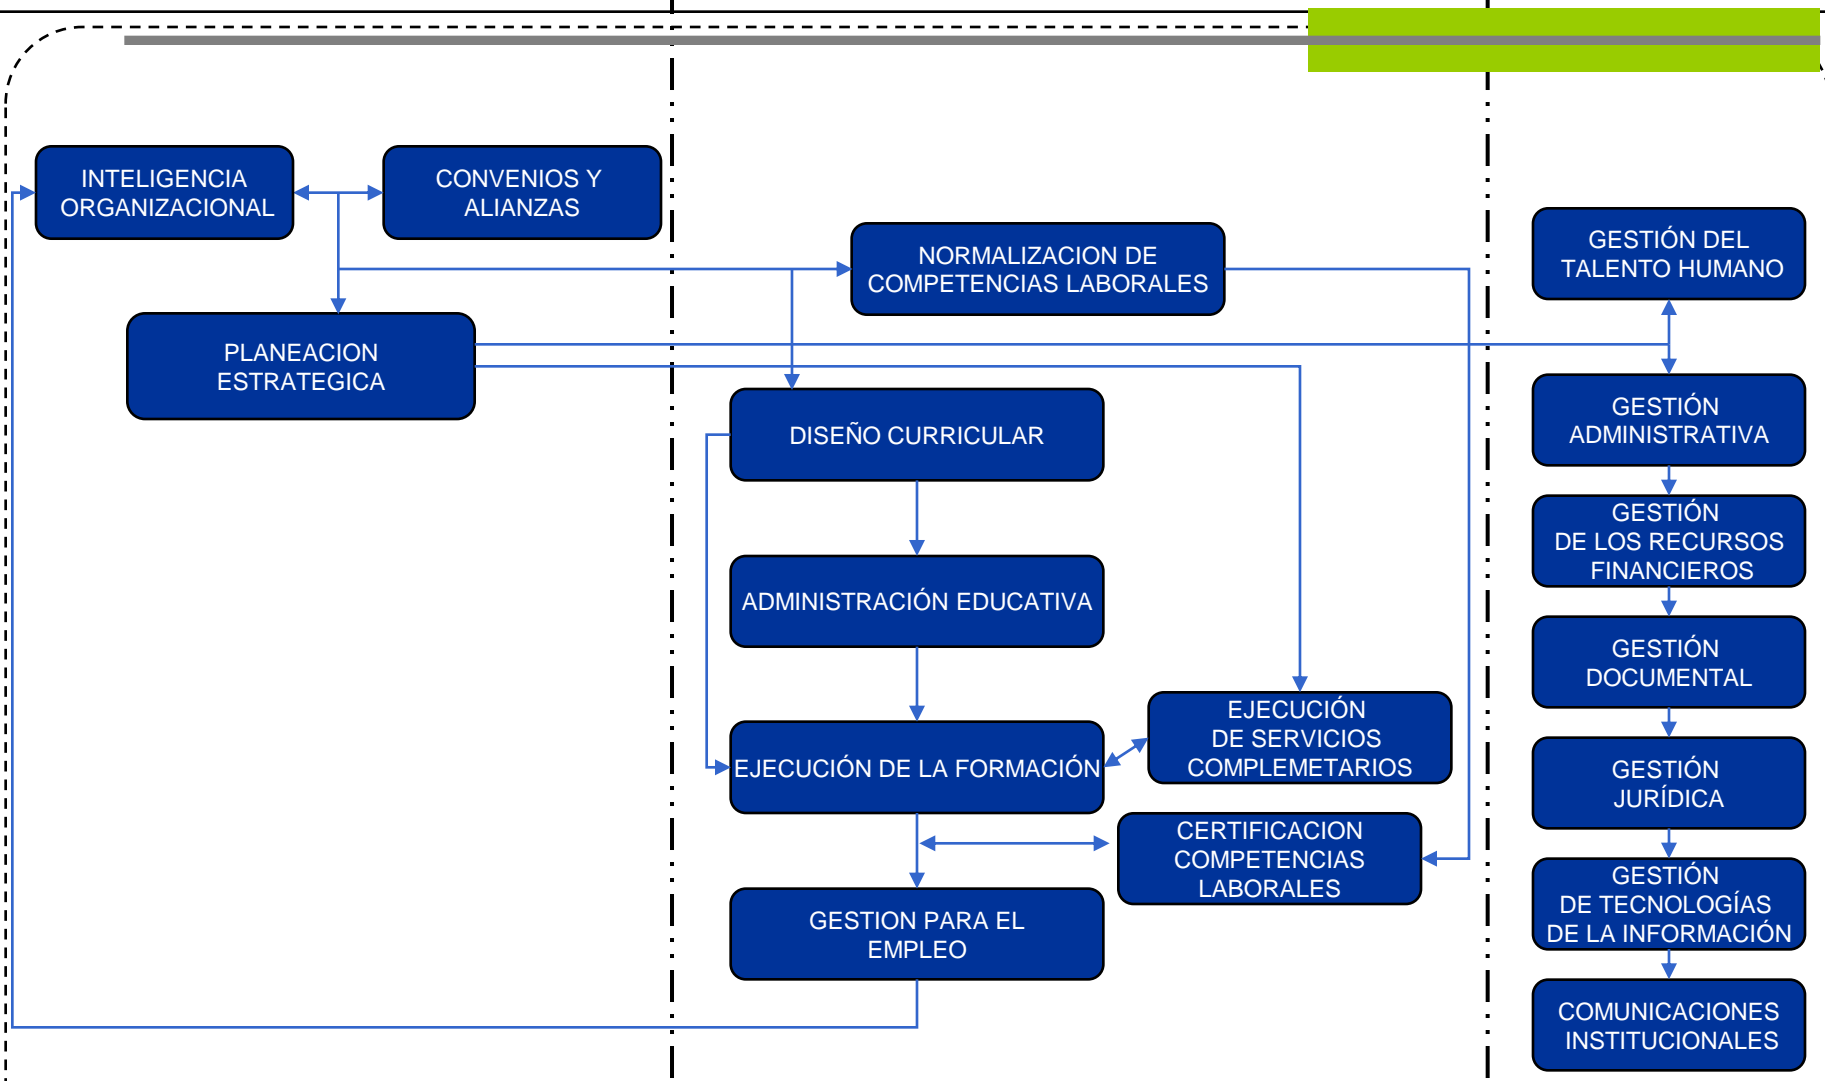 INTELIGENCIA
ORGANIZACIONAL
CONVENIOS Y
ALIANZAS
PLANEACION
ESTRATEGICA
NORMALIZACION DE
COMPETENCIAS LABORALES
DISEÑO CURRICULAR
ADMINISTRACIÓN EDUCATIVA
EJECUCIÓN DE LA FORMACIÓN
EJECUCIÓN
DE SERVICIOS
COMPLEMETARIOS
CERTIFICACION
COMPETENCIAS
LABORALES
GESTION PARA EL
EMPLEO
GESTIÓN DEL
TALENTO HUMANO
GESTIÓN
ADMINISTRATIVA
GESTIÓN
DE LOS RECURSOS
FINANCIEROS
GESTIÓN
DOCUMENTAL
GESTIÓN
JURÍDICA
GESTIÓN
DE TECNOLOGÍAS
DE LA INFORMACIÓN
COMUNICACIONES
INSTITUCIONALES